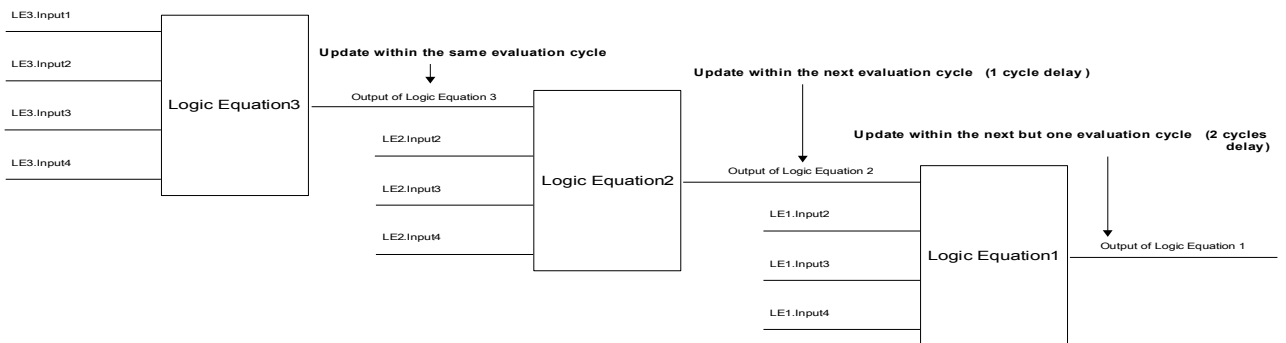 LE3.Input1
LE3.Input2
LE3.Input3
LE3.Input4
Logic Equation3
Update within the same evaluation cycle
Output of Logic Equation 3
LE2.Input2
LE2.Input3
LE2.Input4
Logic Equation2
Update within the next evaluation cycle (1 cycle delay)
Output of Logic Equation 2
LE1.Input2
LE1.Input3
LE1.Input4
Logic Equation1
Update within the next but one evaluation cycle (2 cycles
delay)
Output of Logic Equation 1